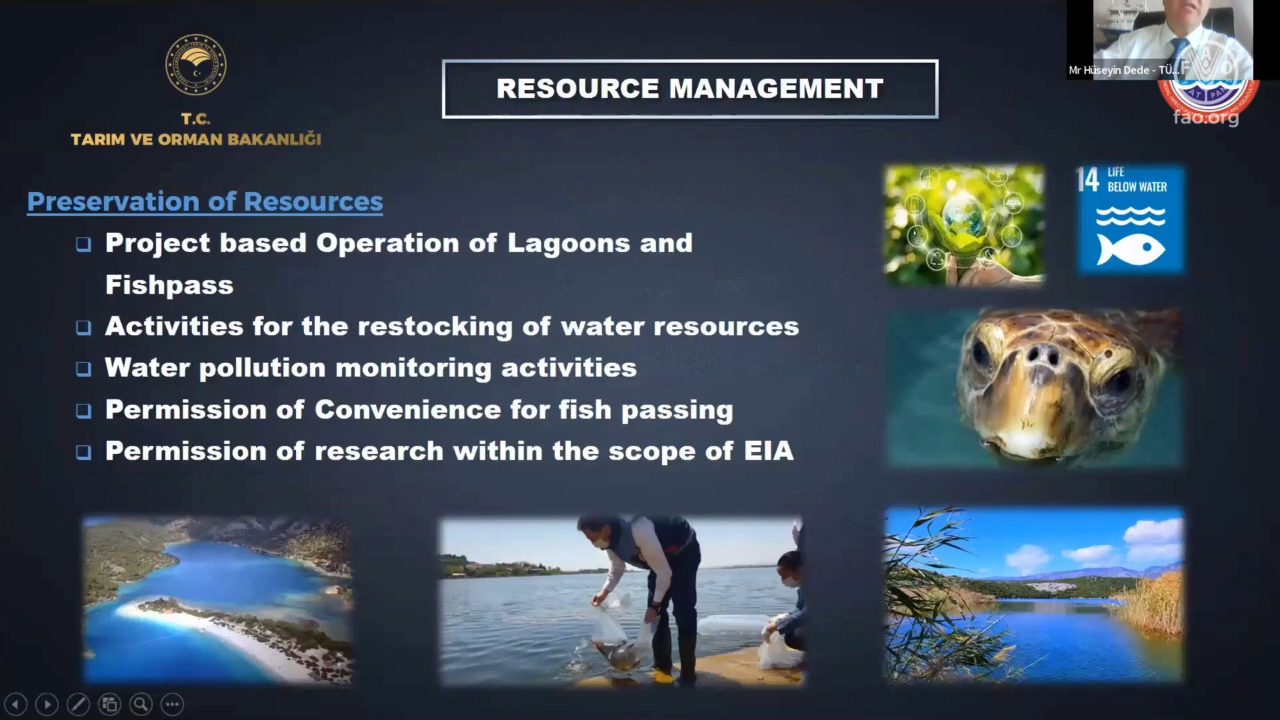 T.C.
TARIM VE ORMAN BAKANLIĞI
RESOURCE MANAGEMENT
Mr Hüseyin Dede - TÜ...
fao.org
Preservation of Resources
Project based Operation of Lagoons and
Fishpass
Activities for the restocking of water resources
Water pollution monitoring activities
Permission of Convenience for fish passing
Permission of research within the scope of EIA
14 LIFE
BELOW WATER